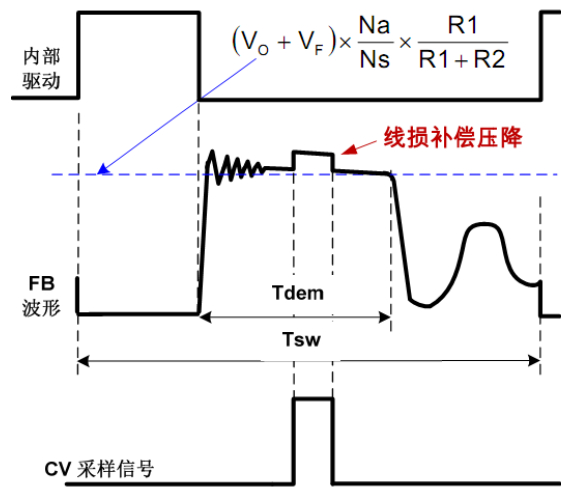 内部
驱动
(V_O + V_F) × Na/Ns × R1/(R1+R2)
线损补偿压降
FB
波形
Tdem
Tsw
CV 采样信号